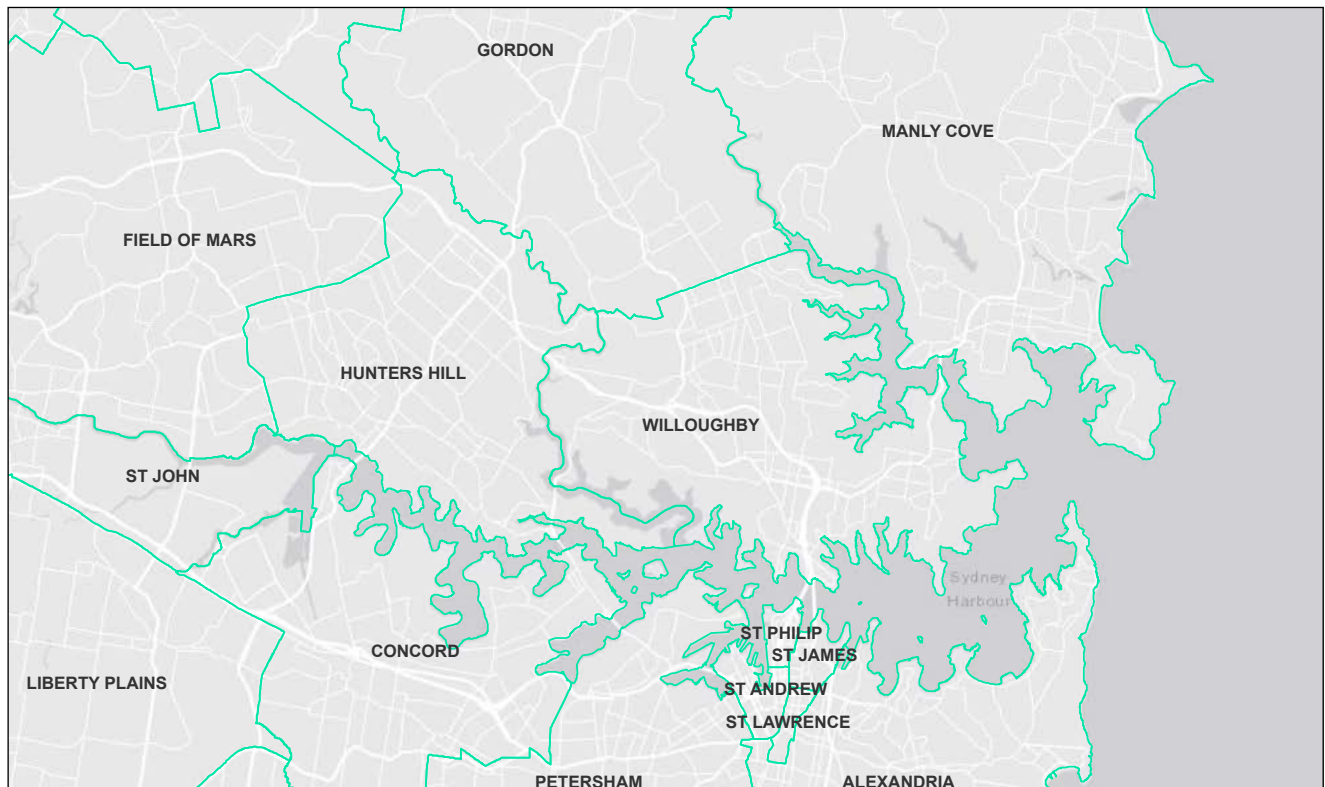 GORDON
MANLY COVE
FIELD OF MARS
HUNTERS HILL
WILLOUGHBY
ST JOHN
Sydney
Harbour
ST PHILIP
CONCORD
ST JAMES
LIBERTY PLAINS
ST ANDREW
ST LAWRENCE
PETERSHAM
ALEXANDRIA